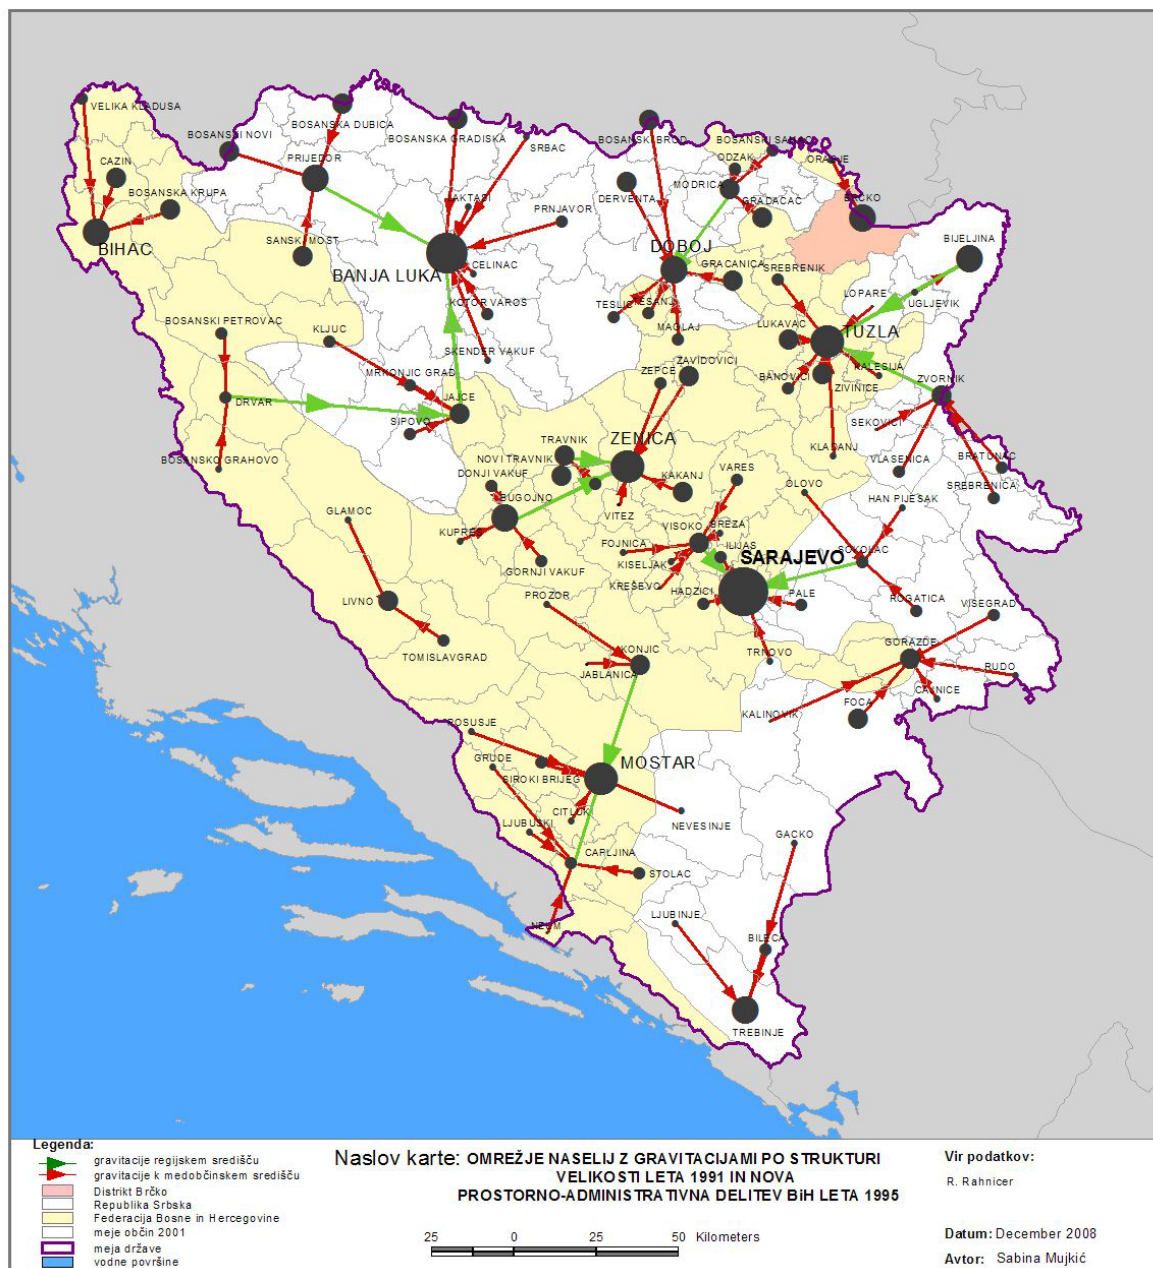 VELIKA KLADUSA
BOSANSKI NOVI
BOSANSKA DUBICA
BOSANSKA GRADISKA
SRBAC
BOSANSKI BROD
BOSANSKI SAMAC
ODZAK
ORASJE
CAZIN
PRIJEDOR
BOSANSKA KRUPA
LAKTASI
PRNJAVOR
DERVENTA
MODRICA
GRADACAC
BRCKO
BIHAC
SANSKI MOST
BANJA LUKA
CELINAC
DOBOJ
GRACANICA
SREBRENIK
BIJELJINA
LOPARE
UGLJEVIK
KOTOR VAROS
TESLIC
TESANJ
MAGLAJ
LUKAVAC
TUZLA
BOSANSKI PETROVAC
KLJUC
SKENDER VAKUF
ZAVIDOVICI
ZEPCE
BANOVICI
ZIVINICE
KALESIJA
ZVORNIK
MRKONJIC GRAD
JAJCE
DRVAR
SIPOVO
SEKOVICI
TRAVNIK
ZENICA
KLADANJ
VLASENICA
BRATUNAC
BOSANSKO GRAHOVO
NOVI TRAVNIK
DONJI VAKUF
KAKANJ
VARES
OLOVO
HAN PIJESAK
SREBRENICA
GLAMOC
BUGOJNO
VITEZ
KUPRES
VISOKO
BREZA
FOJNICA
ILIJAS
SARAJEVO
SOKOLAC
GORNJI VAKUF
KISELJAK
KREŠEVO
HADZICI
PALE
PROZOR
LIVNO
ROGATICA
VISEGRAD
TOMISLAVGRAD
KONJIC
JABLANICA
TRNOVO
GORAZDE
RUDO
CAJNICE
FOCA
KALINOVIK
POSUSJE
GRUDE
MOSTAR
SIROKI BRIJEG
CITLUK
NEVESINJE
LJUBUSKI
CAPLJINA
STOLAC
GACKO
NEUM
LJUBINJE
BILECA
TREBINJE
Legenda:
gravitacije regijskem središču
gravitacije k medobčinskem središču
Distrikt Brčko
Republika Srbska
Federacija Bosne in Hercegovine
meje občin 2001
meja države
vodne površine
Naslov karte: OMREŽJE NASELIJ Z GRAVITACIJAMI PO STRUKTURI
VELIKOSTI LETA 1991 IN NOVA
PROSTORNO-ADMINISTRATIVNA DELITEV BiH LETA 1995
25 0 25 50 Kilometers
Vir podatkov:
R. Rahnicer
Datum: December 2008
Avtor: Sabina Mujkić